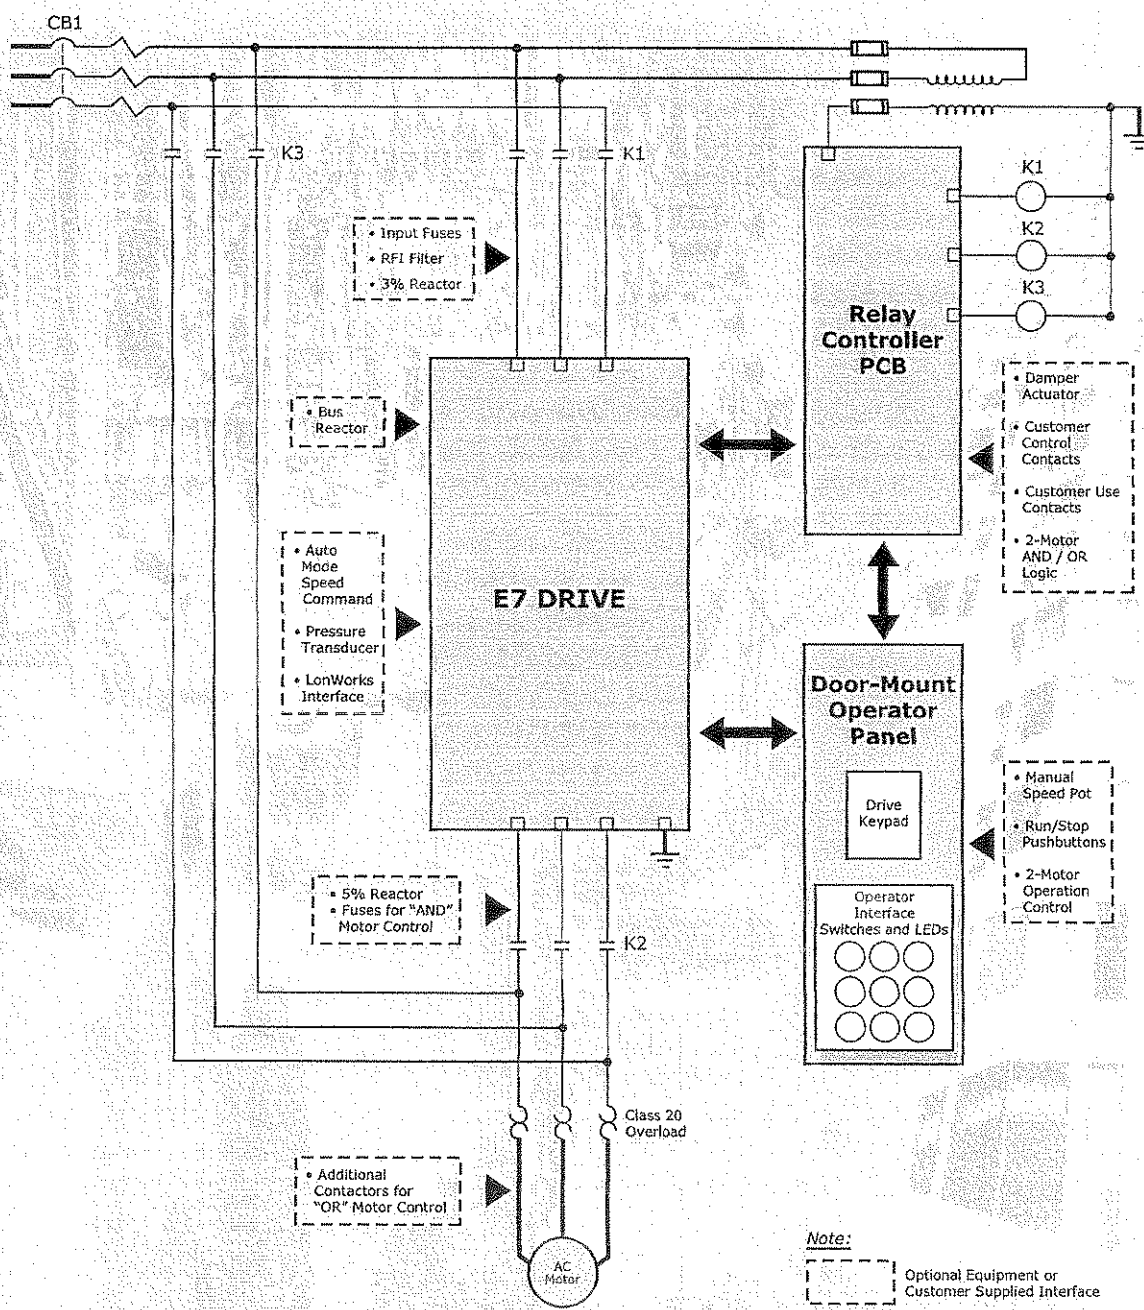 CB1
K3
K1
• Input Fuses
• RFI Filter
• 3% Reactor
K1
K2
K3
Relay
Controller
PCB
• Bus
Reactor
• Damper
Actuator
• Customer
Control
Contacts
• Customer Use
Contacts
• 2-Motor
AND / OR
Logic
• Auto
Mode
Speed
Command
• Pressure
Transducer
• LonWorks
Interface
E7 DRIVE
Door-Mount
Operator
Panel
Drive
Keypad
• Manual
Speed Pot
• Run/Stop
Pushbuttons
• 2-Motor
Operation
Control
Operator
Interface
Switches and LEDs
• 5% Reactor
• Fuses for "AND"
Motor Control
K2
Class 20
Overload
• Additional
Contactors for
"OR" Motor Control
AC
Motor
Note:
Optional Equipment or
Customer Supplied Interface